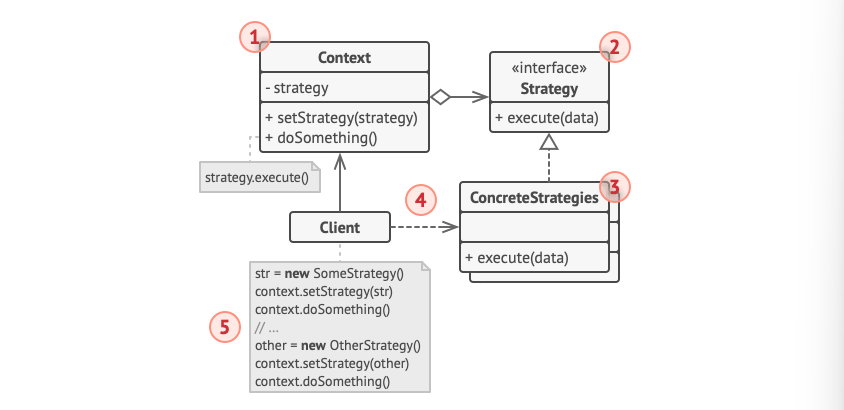 1
Context
- strategy
+ setStrategy(strategy)
+ doSomething()
strategy.execute()
2
«interface»
Strategy
+ execute(data)
3
ConcreteStrategies
+ execute(data)
4
Client
5
str = new SomeStrategy()
context.setStrategy(str)
context.doSomething()
// ...
other = new OtherStrategy()
context.setStrategy(other)
context.doSomething()